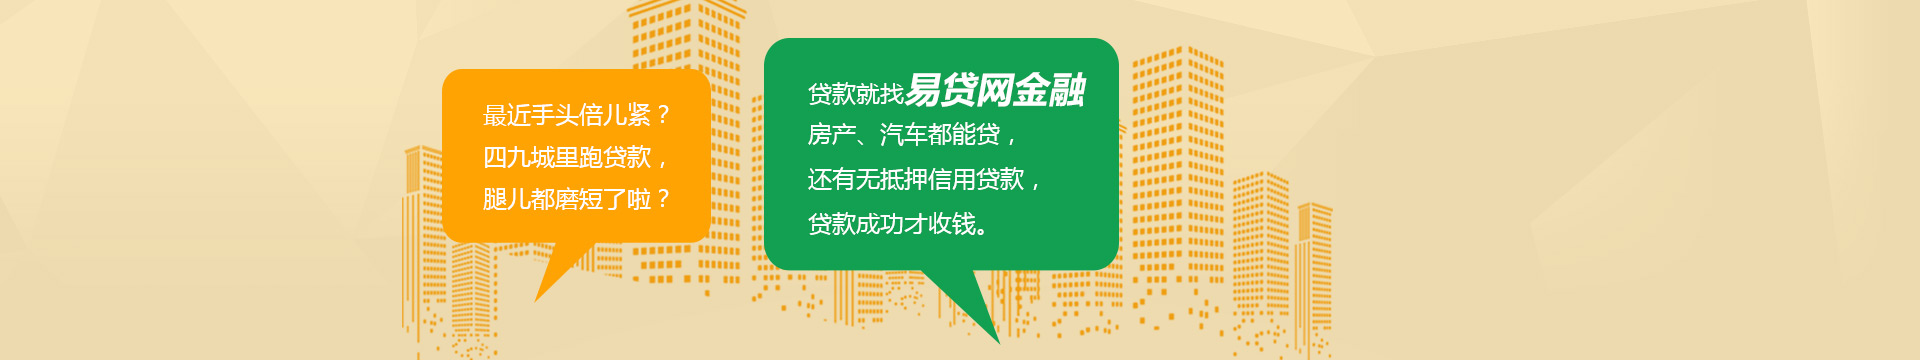 最近手头倍儿紧？
四九城里跑贷款，
腿儿都磨短了啦？
贷款就找易贷网金融
房产、汽车都能贷，
还有无抵押信用贷款，
贷款成功才收钱。